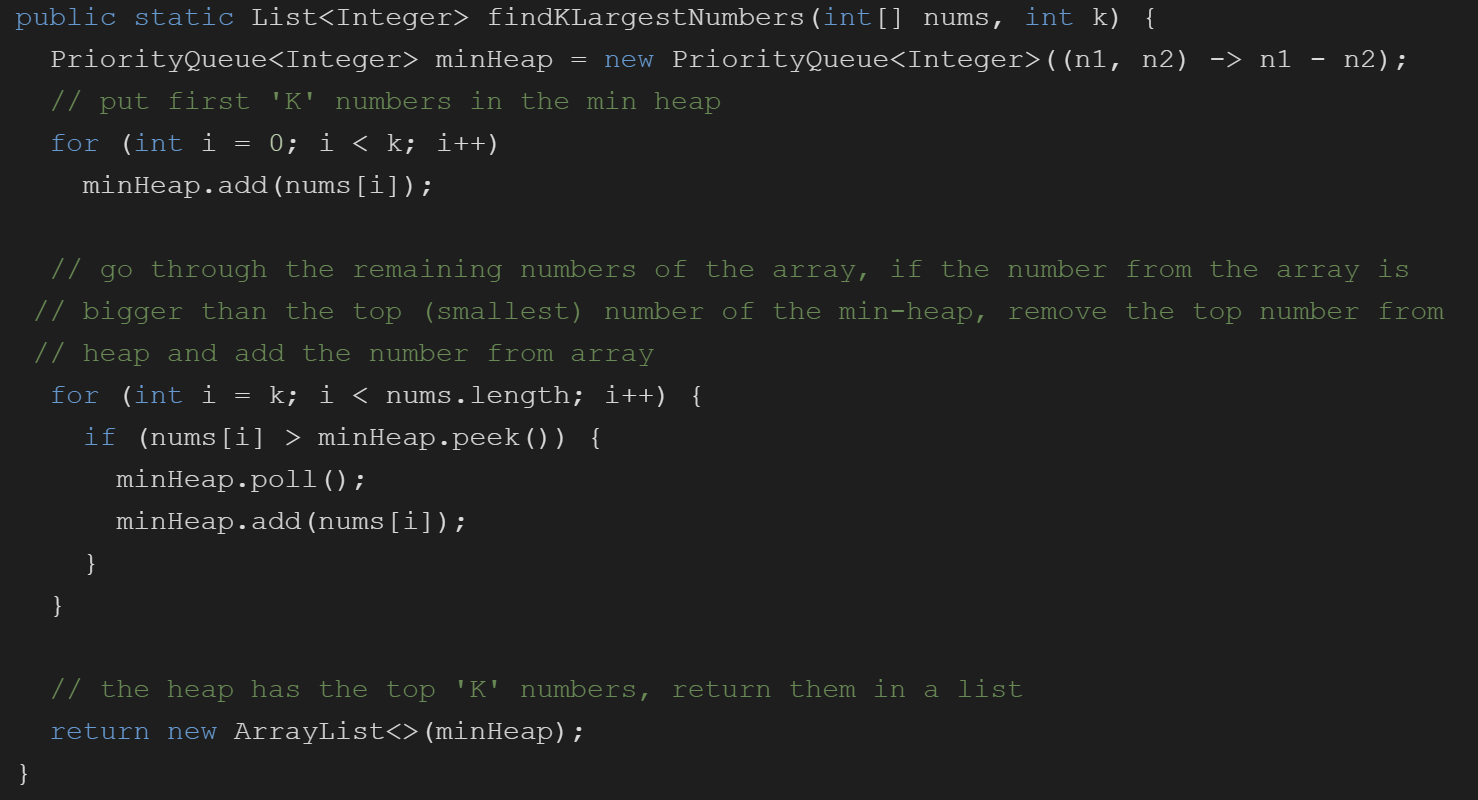 public static List<Integer> findKLargestNumbers(int[] nums, int k) {
  PriorityQueue<Integer> minHeap = new PriorityQueue<Integer>((n1, n2) -> n1 - n2);
  // put first 'K' numbers in the min heap
  for (int i = 0; i < k; i++)
    minHeap.add(nums[i]);

  // go through the remaining numbers of the array, if the number from the array is
 // bigger than the top (smallest) number of the min-heap, remove the top number from
 // heap and add the number from array
  for (int i = k; i < nums.length; i++) {
    if (nums[i] > minHeap.peek()) {
      minHeap.poll();
      minHeap.add(nums[i]);
    }
  }

  // the heap has the top 'K' numbers, return them in a list
  return new ArrayList<>(minHeap);
}